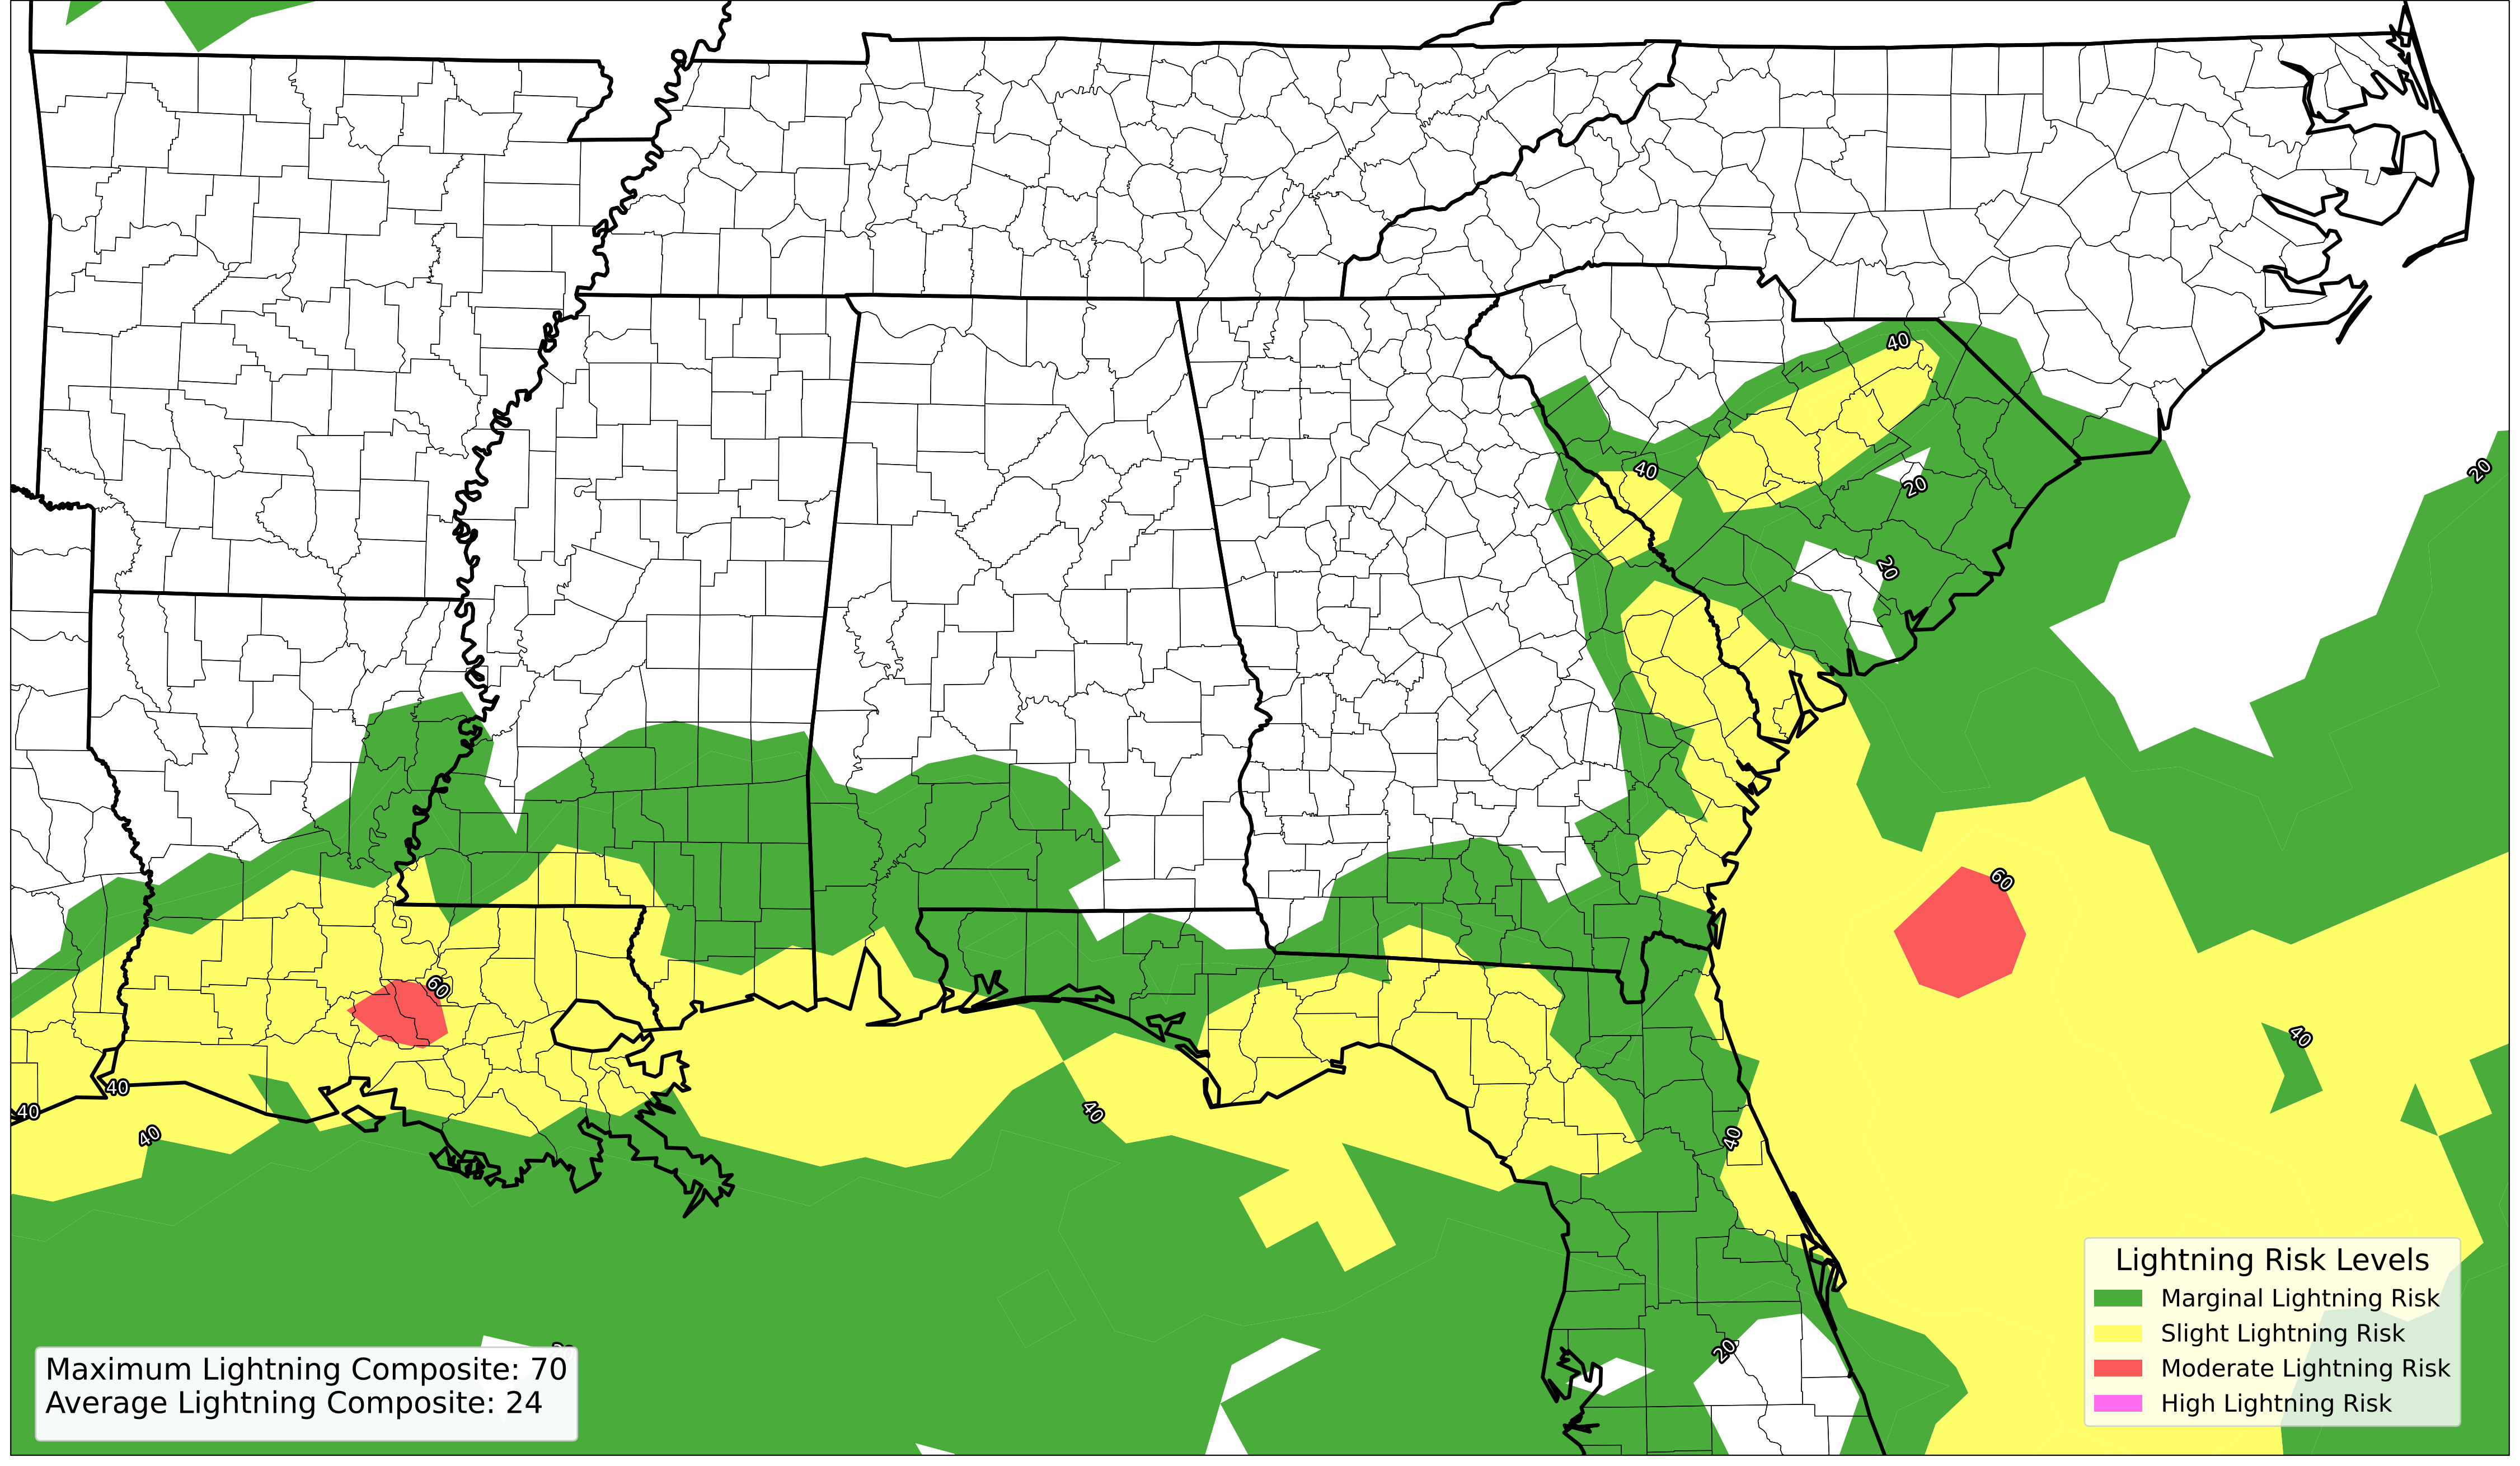 40
20
40
20
20
60
60
40
40
40
40
40
40
20
Lightning Risk Levels
Marginal Lightning Risk
Slight Lightning Risk
Moderate Lightning Risk
High Lightning Risk
Maximum Lightning Composite: 70
Average Lightning Composite: 24